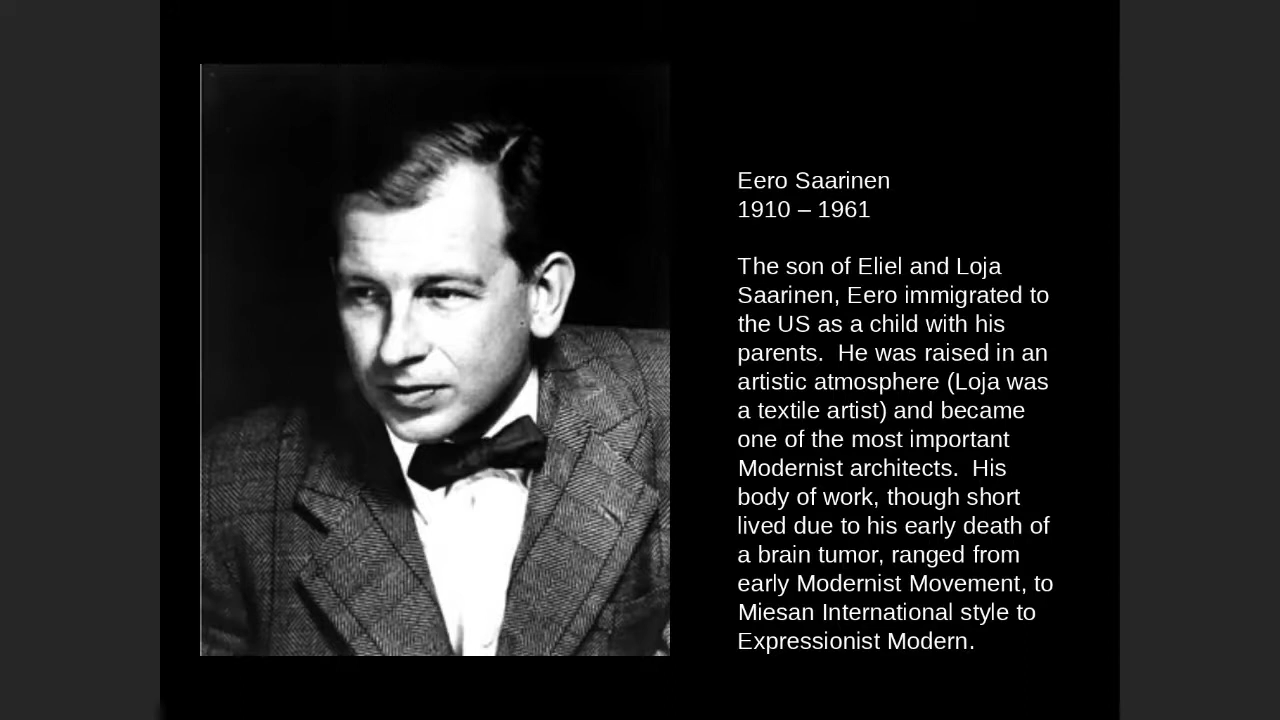 Eero Saarinen
1910 – 1961
The son of Eliel and Loja
Saarinen, Eero immigrated to
the US as a child with his
parents.  He was raised in an
artistic atmosphere (Loja was
a textile artist) and became
one of the most important
Modernist architects.  His
body of work, though short
lived due to his early death of
a brain tumor, ranged from
early Modernist Movement, to
Miesan International style to
Expressionist Modern.